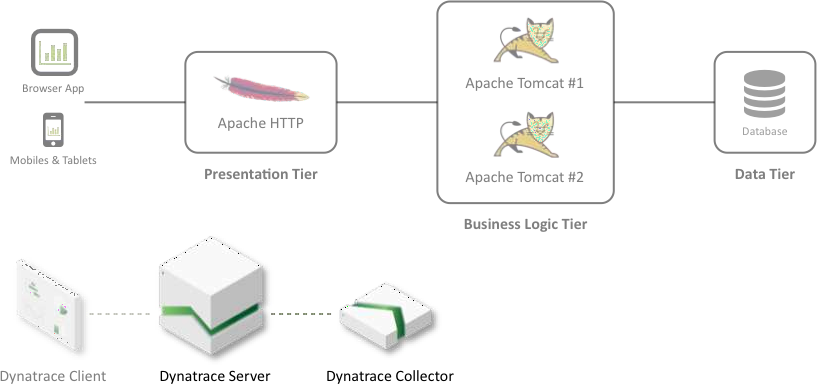 Browser App
Mobiles & Tablets
Apache HTTP
Presentation Tier
Apache Tomcat #1
Apache Tomcat #2
Business Logic Tier
Database
Data Tier
Dynatrace Client
Dynatrace Server
Dynatrace Collector